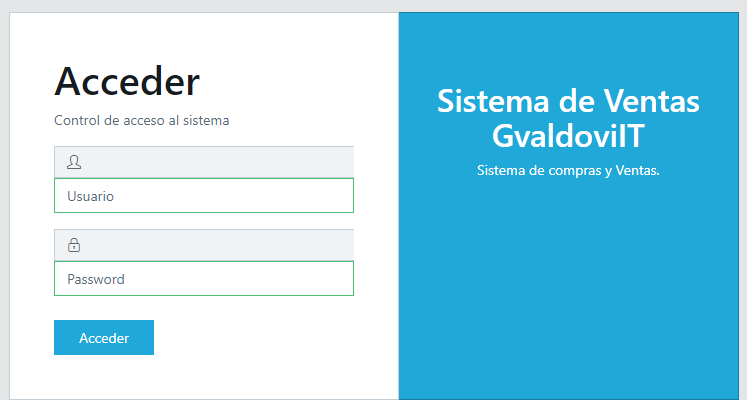 Acceder
Control de acceso al sistema
Usuario
Password
Acceder
Sistema de Ventas
GvaldoviIT
Sistema de compras y Ventas.